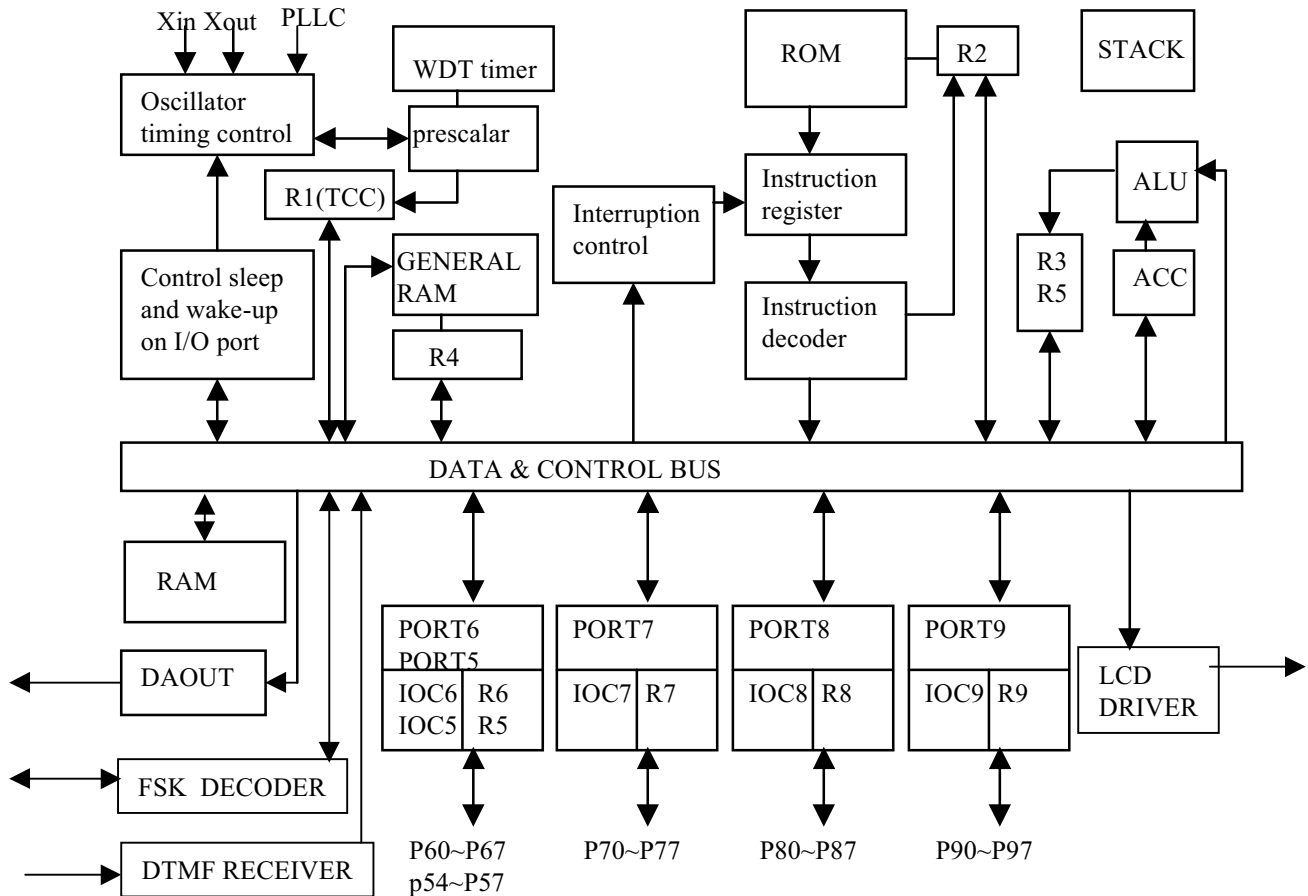 Xin Xout
PLLC
WDT timer
ROM
R2
STACK
Oscillator
timing control
prescalar
R1(TCC)
Interruption
control
Instruction
register
ALU
Control sleep
and wake-up
on I/O port
GENERAL
RAM
R4
Instruction
decoder
R3
R5
ACC
DATA & CONTROL BUS
RAM
DAOUT
FSK DECODER
DTMF RECEIVER
PORT6
PORT5
IOC6
IOC5
R6
R5
P60~P67
p54~P57
PORT7
IOC7
R7
P70~P77
PORT8
IOC8
R8
P80~P87
PORT9
IOC9
R9
P90~P97
LCD
DRIVER